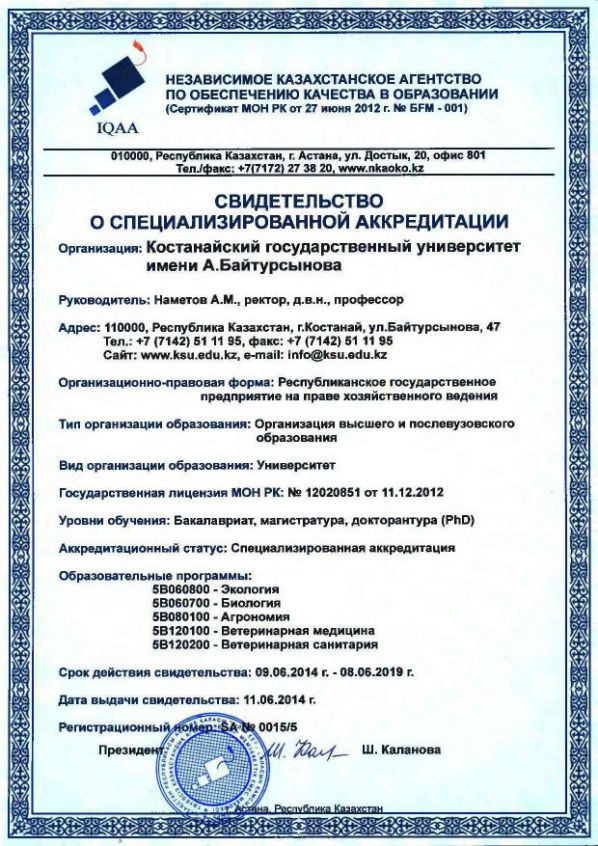 IQAA
НЕЗАВИСИМОЕ КАЗАХСТАНСКОЕ АГЕНТСТВО
ПО ОБЕСПЕЧЕНИЮ КАЧЕСТВА В ОБРАЗОВАНИИ
(Сертификат МОН РК от 27 июня 2012 г. № БFM - 001)
010000, Республика Казахстан, г. Астана, ул. Достык, 20, офис 801
Тел./факс: +7(7172) 27 38 20, www.nkaoko.kz
СВИДЕТЕЛЬСТВО
О СПЕЦИАЛИЗИРОВАННОЙ АККРЕДИТАЦИИ
Организация: Костанайский государственный университет
имени А.Байтурсынова
Руководитель: Наметов А.М., ректор, д.в.н., профессор
Адрес: 110000, Республика Казахстан, г.Костанай, ул.Байтурсынова, 47
Тел.: +7 (7142) 51 11 95, факс: +7 (7142) 51 11 95
Сайт: www.ksu.edu.kz, e-mail: info@ksu.edu.kz
Организационно-правовая форма: Республиканское государственное
предприятие на праве хозяйственного ведения
Тип организации образования: Организация высшего и послевузовского
образования
Вид организации образования: Университет
Государственная лицензия МОН РК: № 12020851 от 11.12.2012
Уровни обучения: Бакалавриат, магистратура, докторантура (PhD)
Аккредитационный статус: Специализированная аккредитация
Образовательные программы:
5В060800 - Экология
5В060700 - Биология
5В080100 - Агрономия
5В120100 - Ветеринарная медицина
5В120200 - Ветеринарная санитария
Срок действия свидетельства: 09.06.2014 г. - 08.06.2019 г.
Дата выдачи свидетельства: 11.06.2014 г.
Регистрационный номер: SA № 0015/5
Президент Ш. Каланова
г. Астана, Республика Казахстан